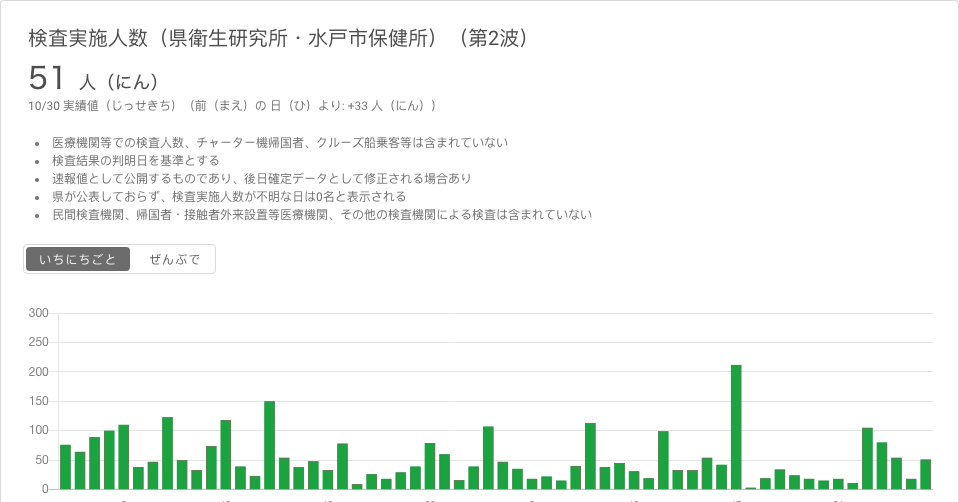 検査実施人数（県衛生研究所・水戸市保健所）（第2波）
51 人（にん）
10/30 実績値（じっせきち）（前（まえ）の 日（ひ）より: +33 人（にん））
医療機関等での検査人数、チャーター機帰国者、クルーズ船乗客等は含まれていない
検査結果の判明日を基準とする
速報値として公開するものであり、後日確定データとして修正される場合あり
県が公表しておらず、検査実施人数が不明な日は0名と表示される
民間検査機関、帰国者・接触者外来設置等医療機関、その他の検査機関による検査は含まれていない
いちにちごと ぜんぶで
300
250
200
150
100
50
0